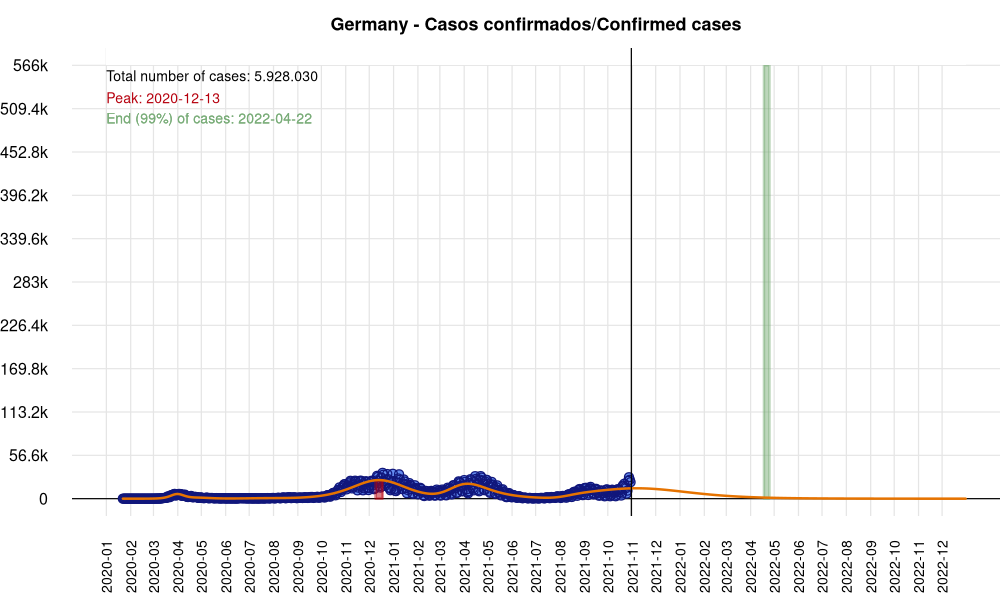 Germany - Casos confirmados/Confirmed cases
566k
Total number of cases: 5.928.030
Peak: 2020-12-13
509.4k
End (99%) of cases: 2022-04-22
452.8k
396.2k
339.6k
283k
226.4k
169.8k
113.2k
56.6k
0
2020-01
2020-02
2020-03
2020-04
2020-05
2020-06
2020-07
2020-08
2020-09
2020-10
2020-11
2020-12
2021-01
2021-02
2021-03
2021-04
2021-05
2021-06
2021-07
2021-08
2021-09
2021-10
2021-11
2021-12
2022-01
2022-02
2022-03
2022-04
2022-05
2022-06
2022-07
2022-08
2022-09
2022-10
2022-11
2022-12